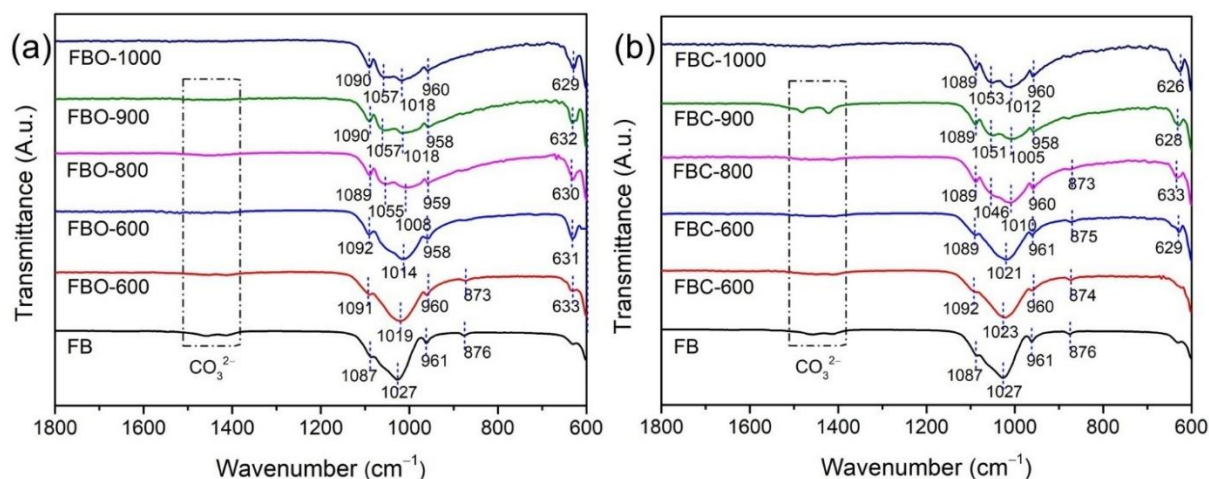 (a)
FBO-1000
1090
1057
1018
960
629
FBO-900
1090
1057
1018
958
632
FBO-800
1089
1055
1008
959
630
FBO-600
1092
1014
958
631
FBO-600
1091
1019
960
873
633
FB
CO₃²⁻
1087
1027
961
876
1800 1600 1400 1200 1000 800 600
Wavenumber (cm⁻¹)
Transmittance (A.u.)
(b)
FBC-1000
1089
1053
1012
960
626
FBC-900
1089
1051
1005
958
628
FBC-800
1089
1046
1010
960
873
633
FBC-600
1089
1021
961
875
629
FBC-600
1092
1023
960
874
FB
CO₃²⁻
1087
1027
961
876
1800 1600 1400 1200 1000 800 600
Wavenumber (cm⁻¹)
Transmittance (A.u.)